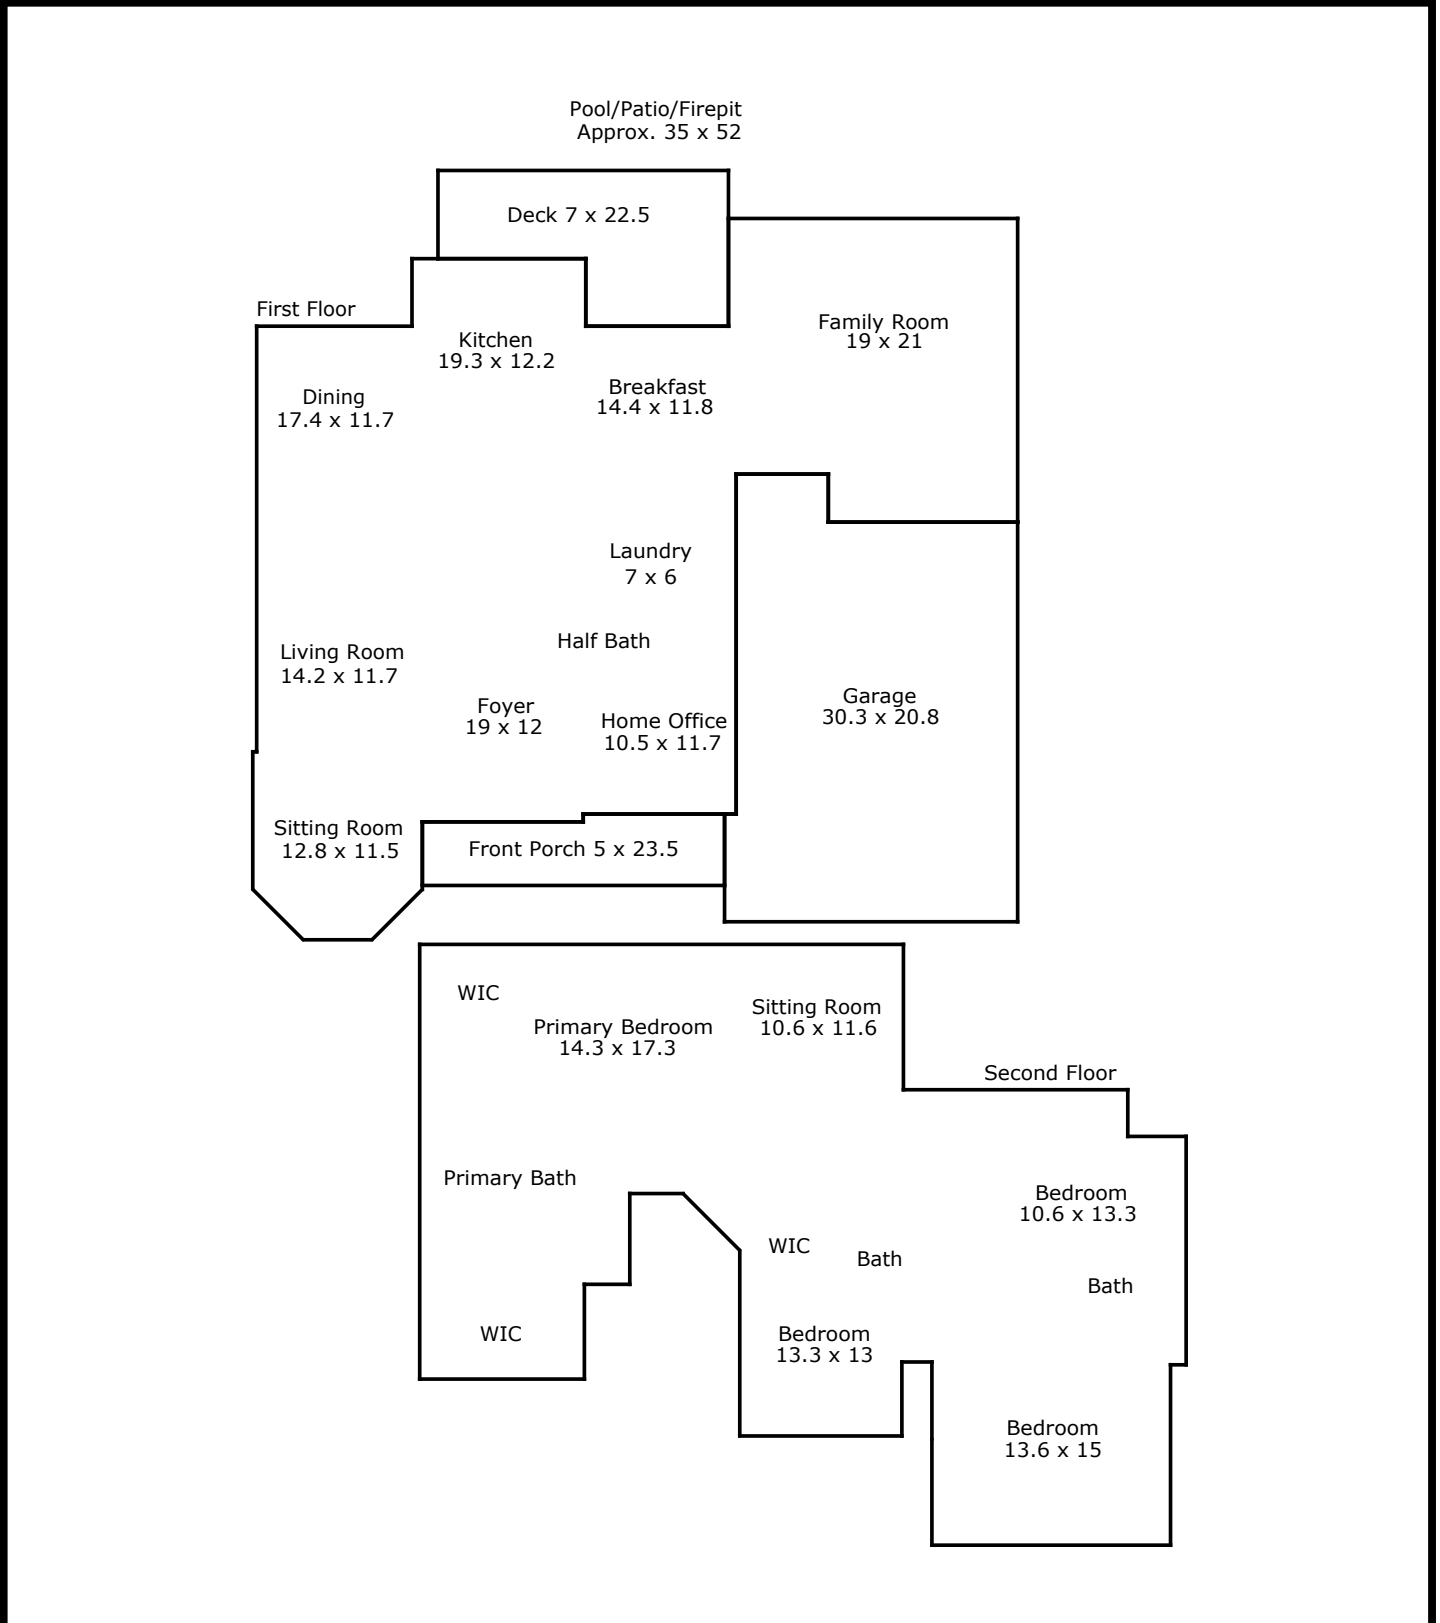 Pool/Patio/Firepit
Approx. 35 x 52
Deck 7 x 22.5
First Floor
Family Room
19 x 21
Kitchen
19.3 x 12.2
Breakfast
14.4 x 11.8
Dining
17.4 x 11.7
Laundry
7 x 6
Half Bath
Living Room
14.2 x 11.7
Foyer
19 x 12
Home Office
10.5 x 11.7
Garage
30.3 x 20.8
Sitting Room
12.8 x 11.5
Front Porch 5 x 23.5
WIC
Primary Bedroom
14.3 x 17.3
Sitting Room
10.6 x 11.6
Second Floor
Primary Bath
Bedroom
10.6 x 13.3
WIC
Bath
Bath
WIC
Bedroom
13.3 x 13
Bedroom
13.6 x 15